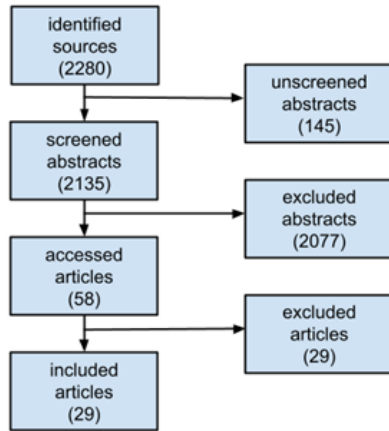 identified
sources
(2280)
unscreened
abstracts
(145)
screened
abstracts
(2135)
excluded
abstracts
(2077)
accessed
articles
(58)
excluded
articles
(29)
included
articles
(29)